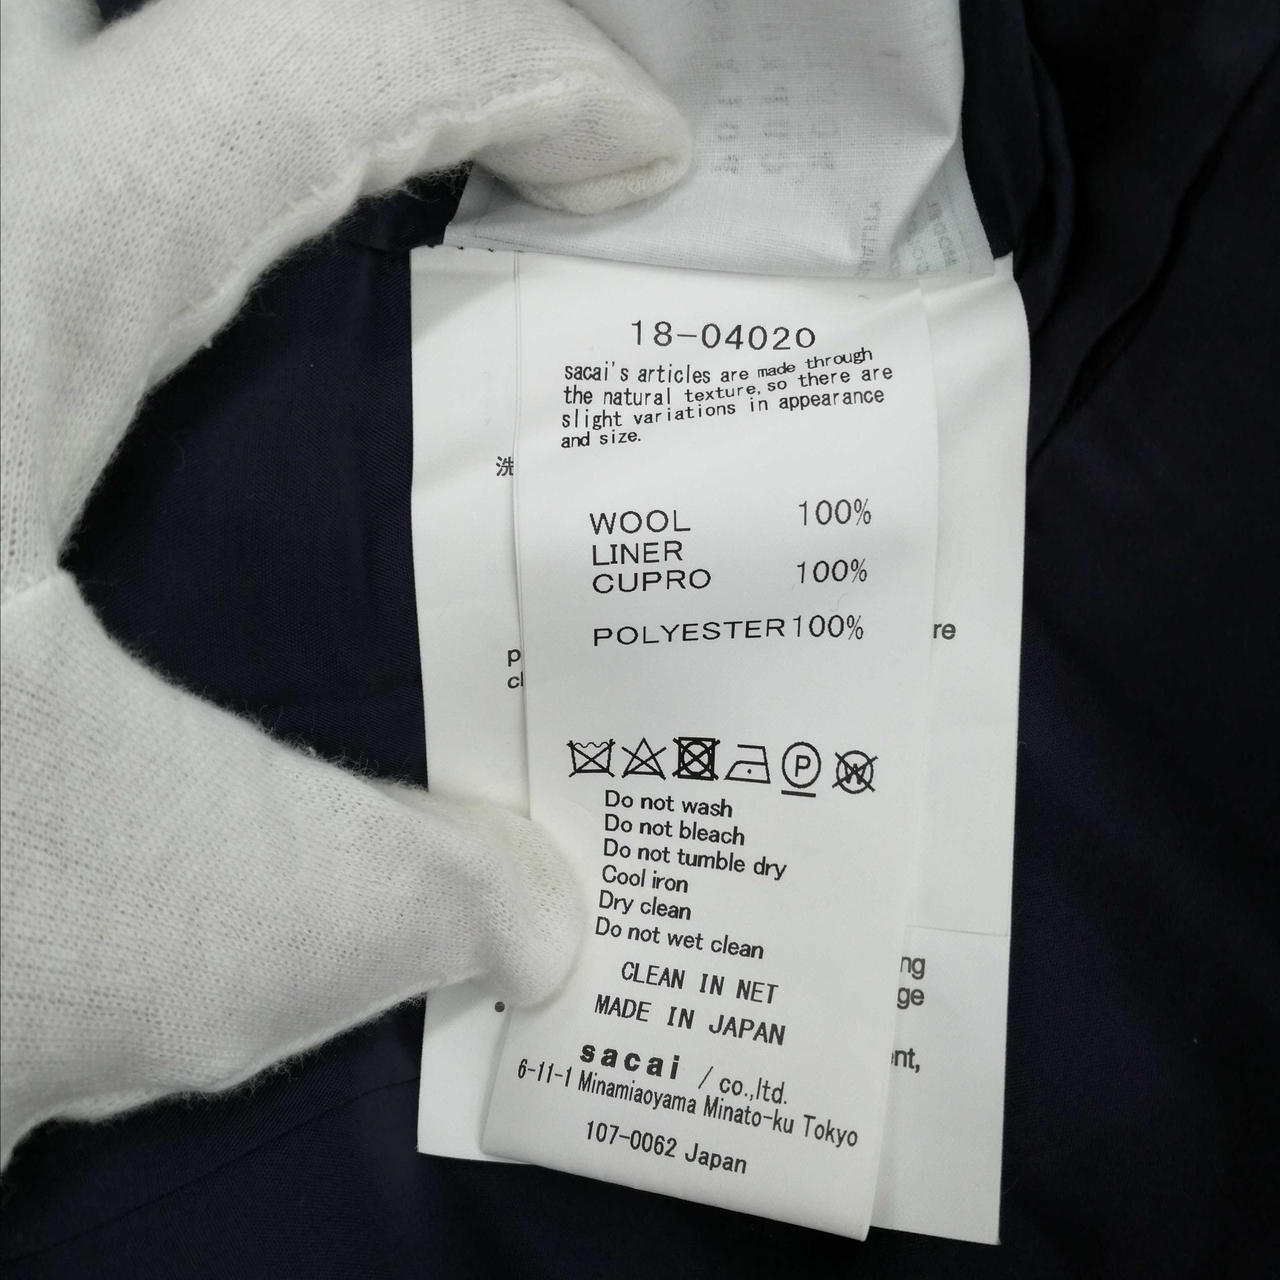 18-04020
sacai's articles are made through
the natural texture, so there are
slight variations in appearance
and size.
洗
WOOL 100%
LINER
CUPRO 100%
POLYESTER 100%
re
p
P
W
Do not wash
Do not bleach
Do not tumble dry
Cool iron
Dry clean
Do not wet clean
ng
CLEAN IN NET
ge
MADE IN JAPAN
nt,
sacai / co.,ltd.
6-11-1 Minamiaoyama Minato-ku Tokyo
107-0062 Japan